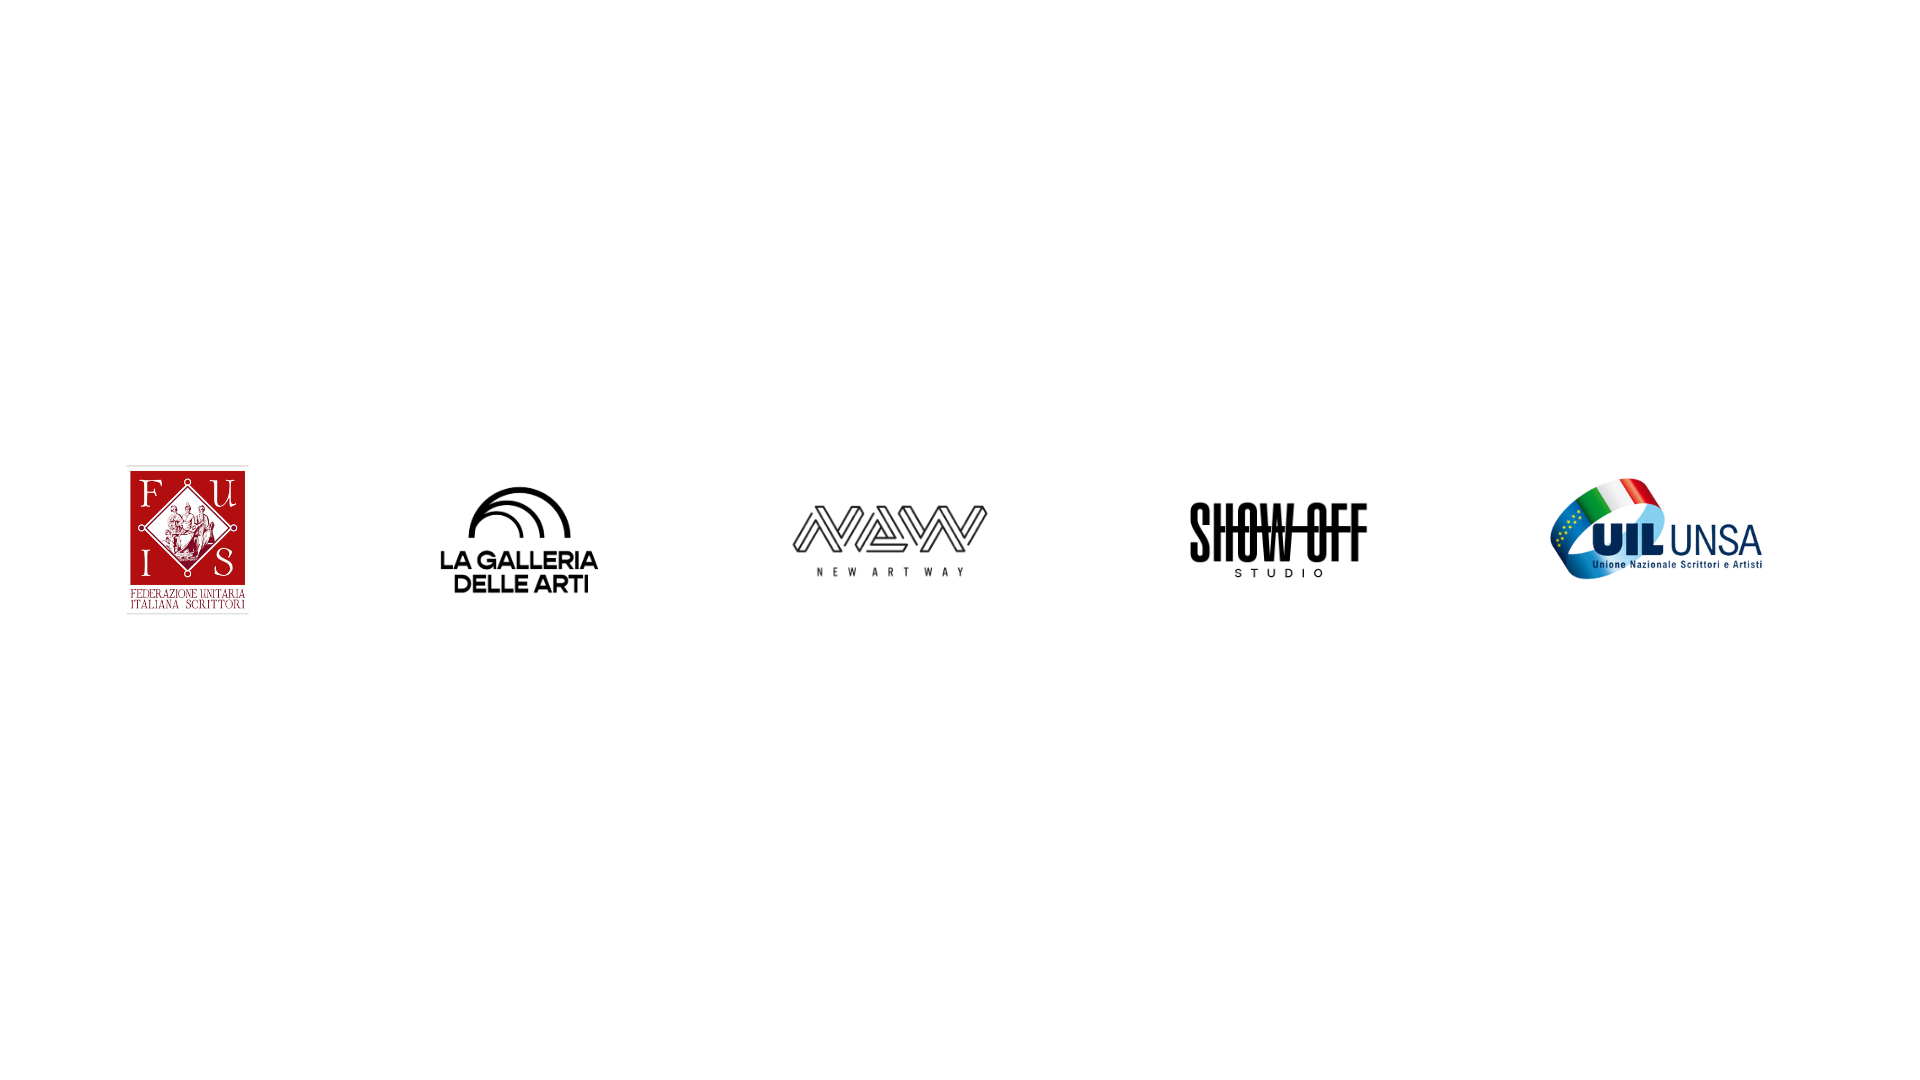 F U
I S
FEDERAZIONE UNITARIA
ITALIANA SCRITTORI
LA GALLERIA
DELLE ARTI
NAW
NEW ART WAY
SHOW OFF
STUDIO
UIL UNSA
Unione Nazionale Scrittori e Artisti